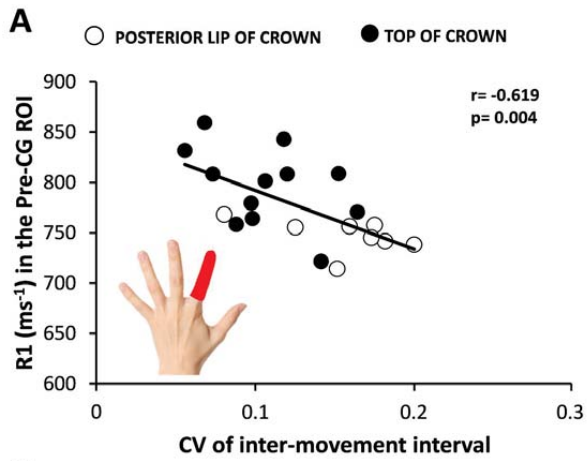 A
POSTERIOR LIP OF CROWN
TOP OF CROWN
r= -0.619
p= 0.004
R1 (ms⁻¹) in the Pre-CG ROI
900
850
800
750
700
650
600
0
0.1
0.2
0.3
CV of inter-movement interval